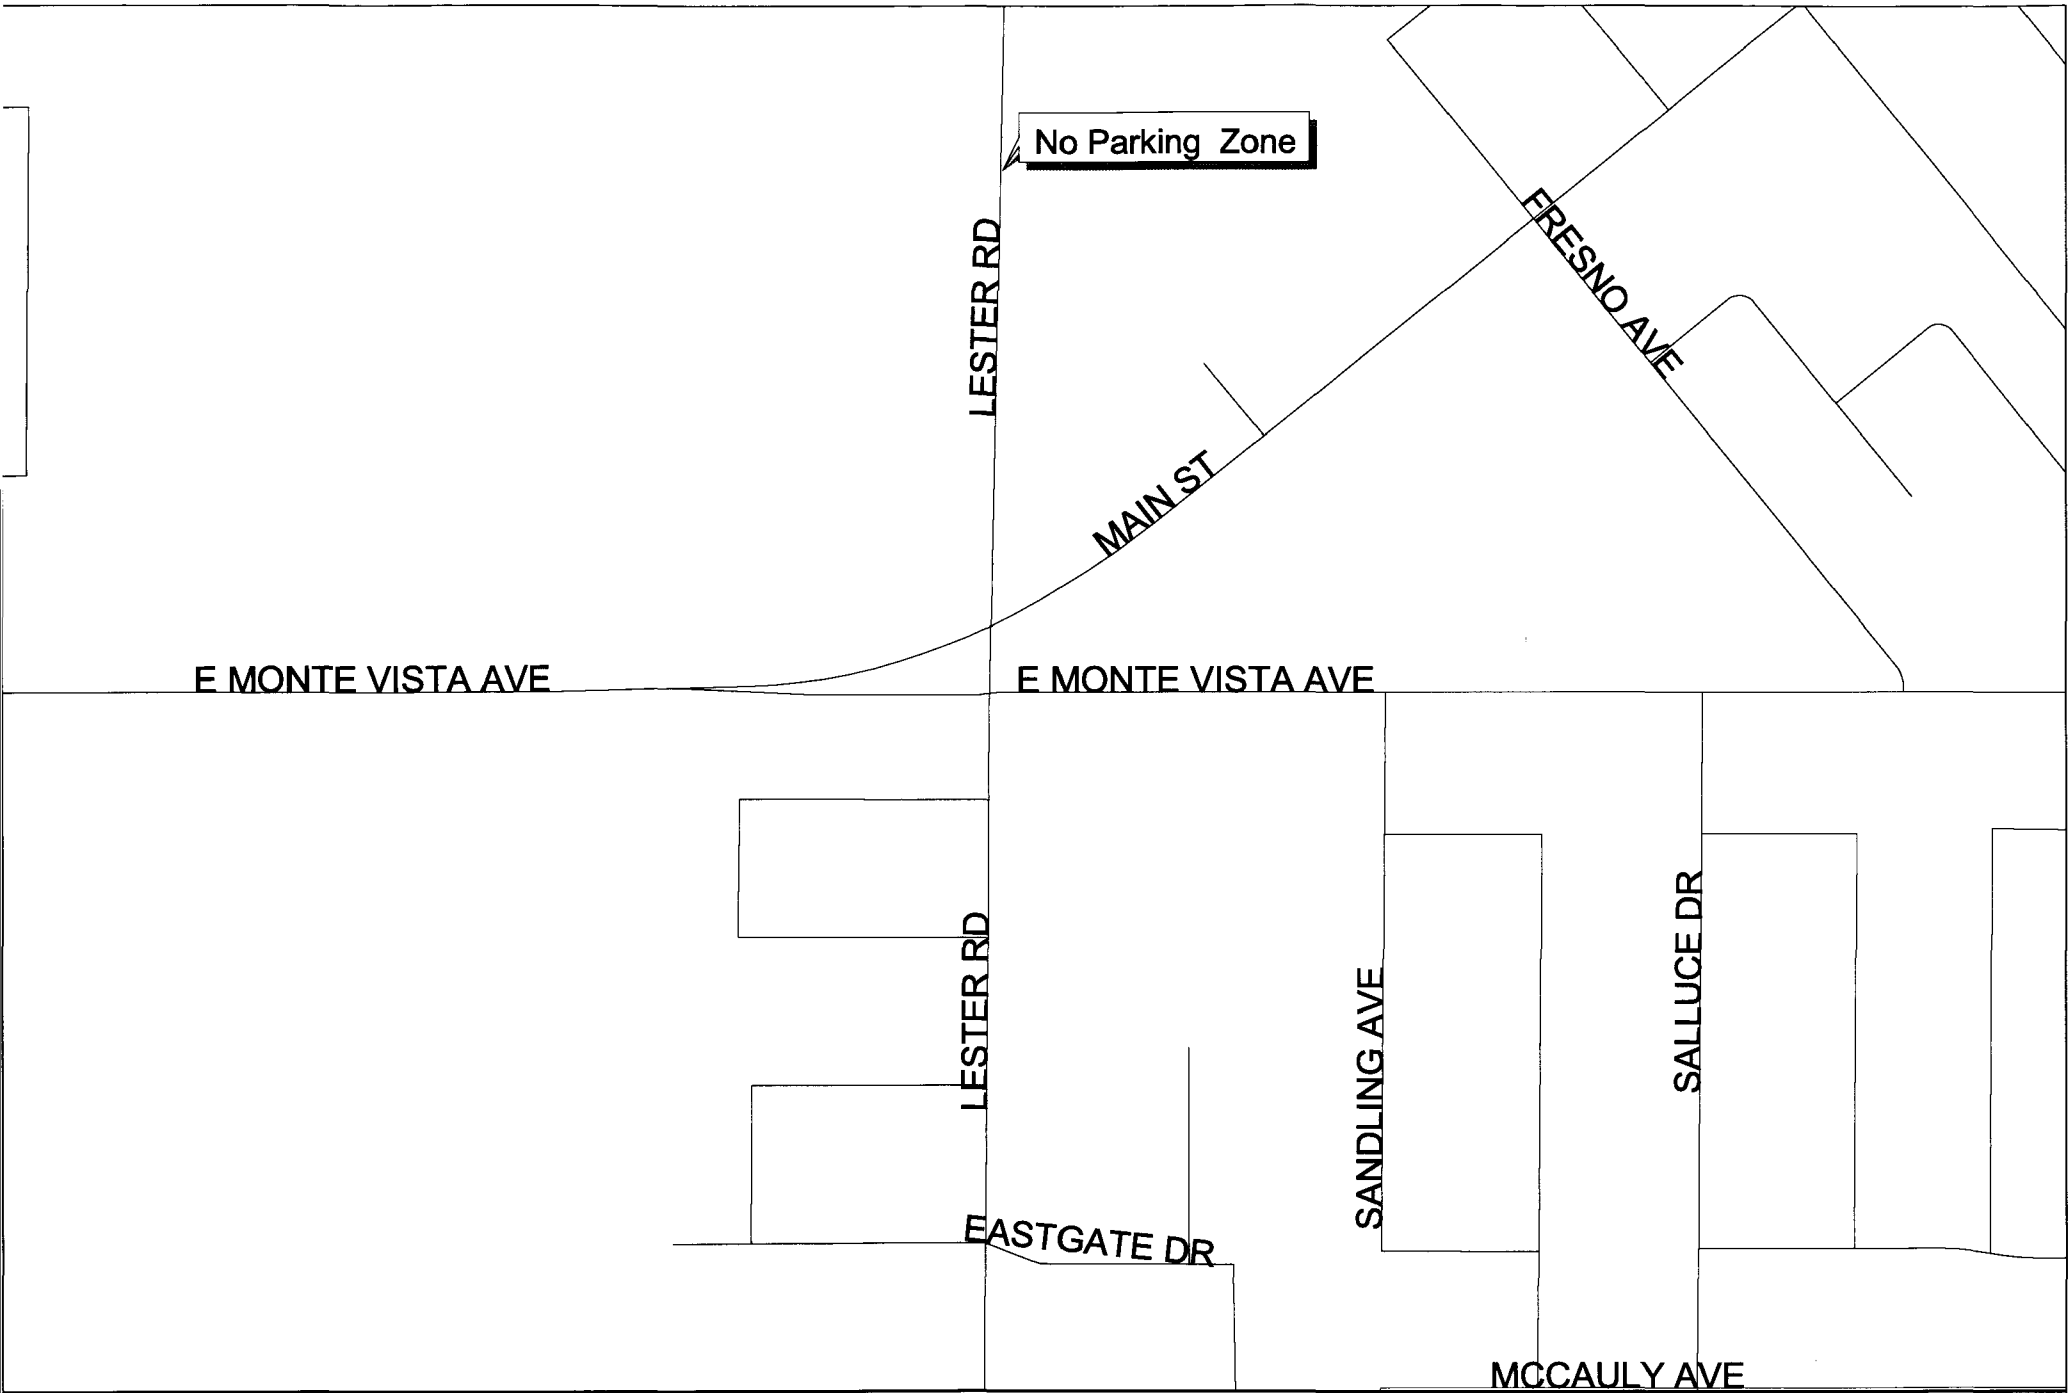 No Parking Zone
LESTER RD
FRESNO AVE
MAIN ST
E MONTE VISTA AVE
E MONTE VISTA AVE
LESTER RD
SANDLING AVE
SALLUCE DR
EASTGATE DR
MCCAULY AVE